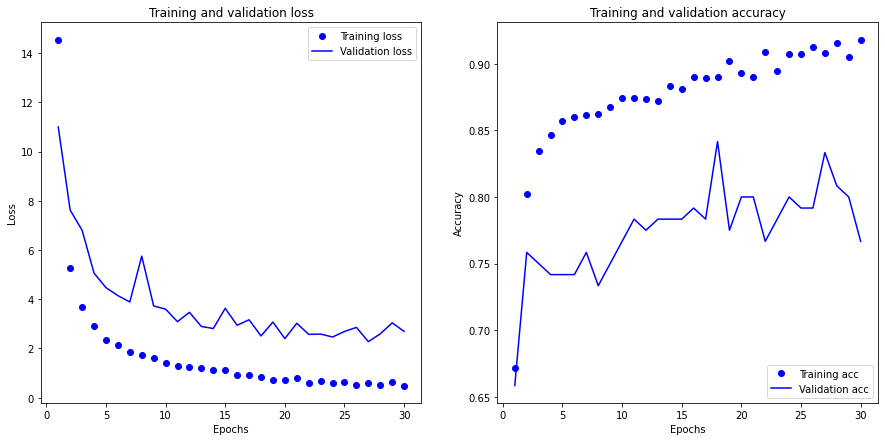 Training and validation loss
Training loss
Validation loss
14
12
10
8
6
4
2
0
Loss
0
5
10
15
20
25
30
Epochs
Training and validation accuracy
0.90
0.85
0.80
0.75
0.70
0.65
Accuracy
Training acc
Validation acc
0
5
10
15
20
25
30
Epochs